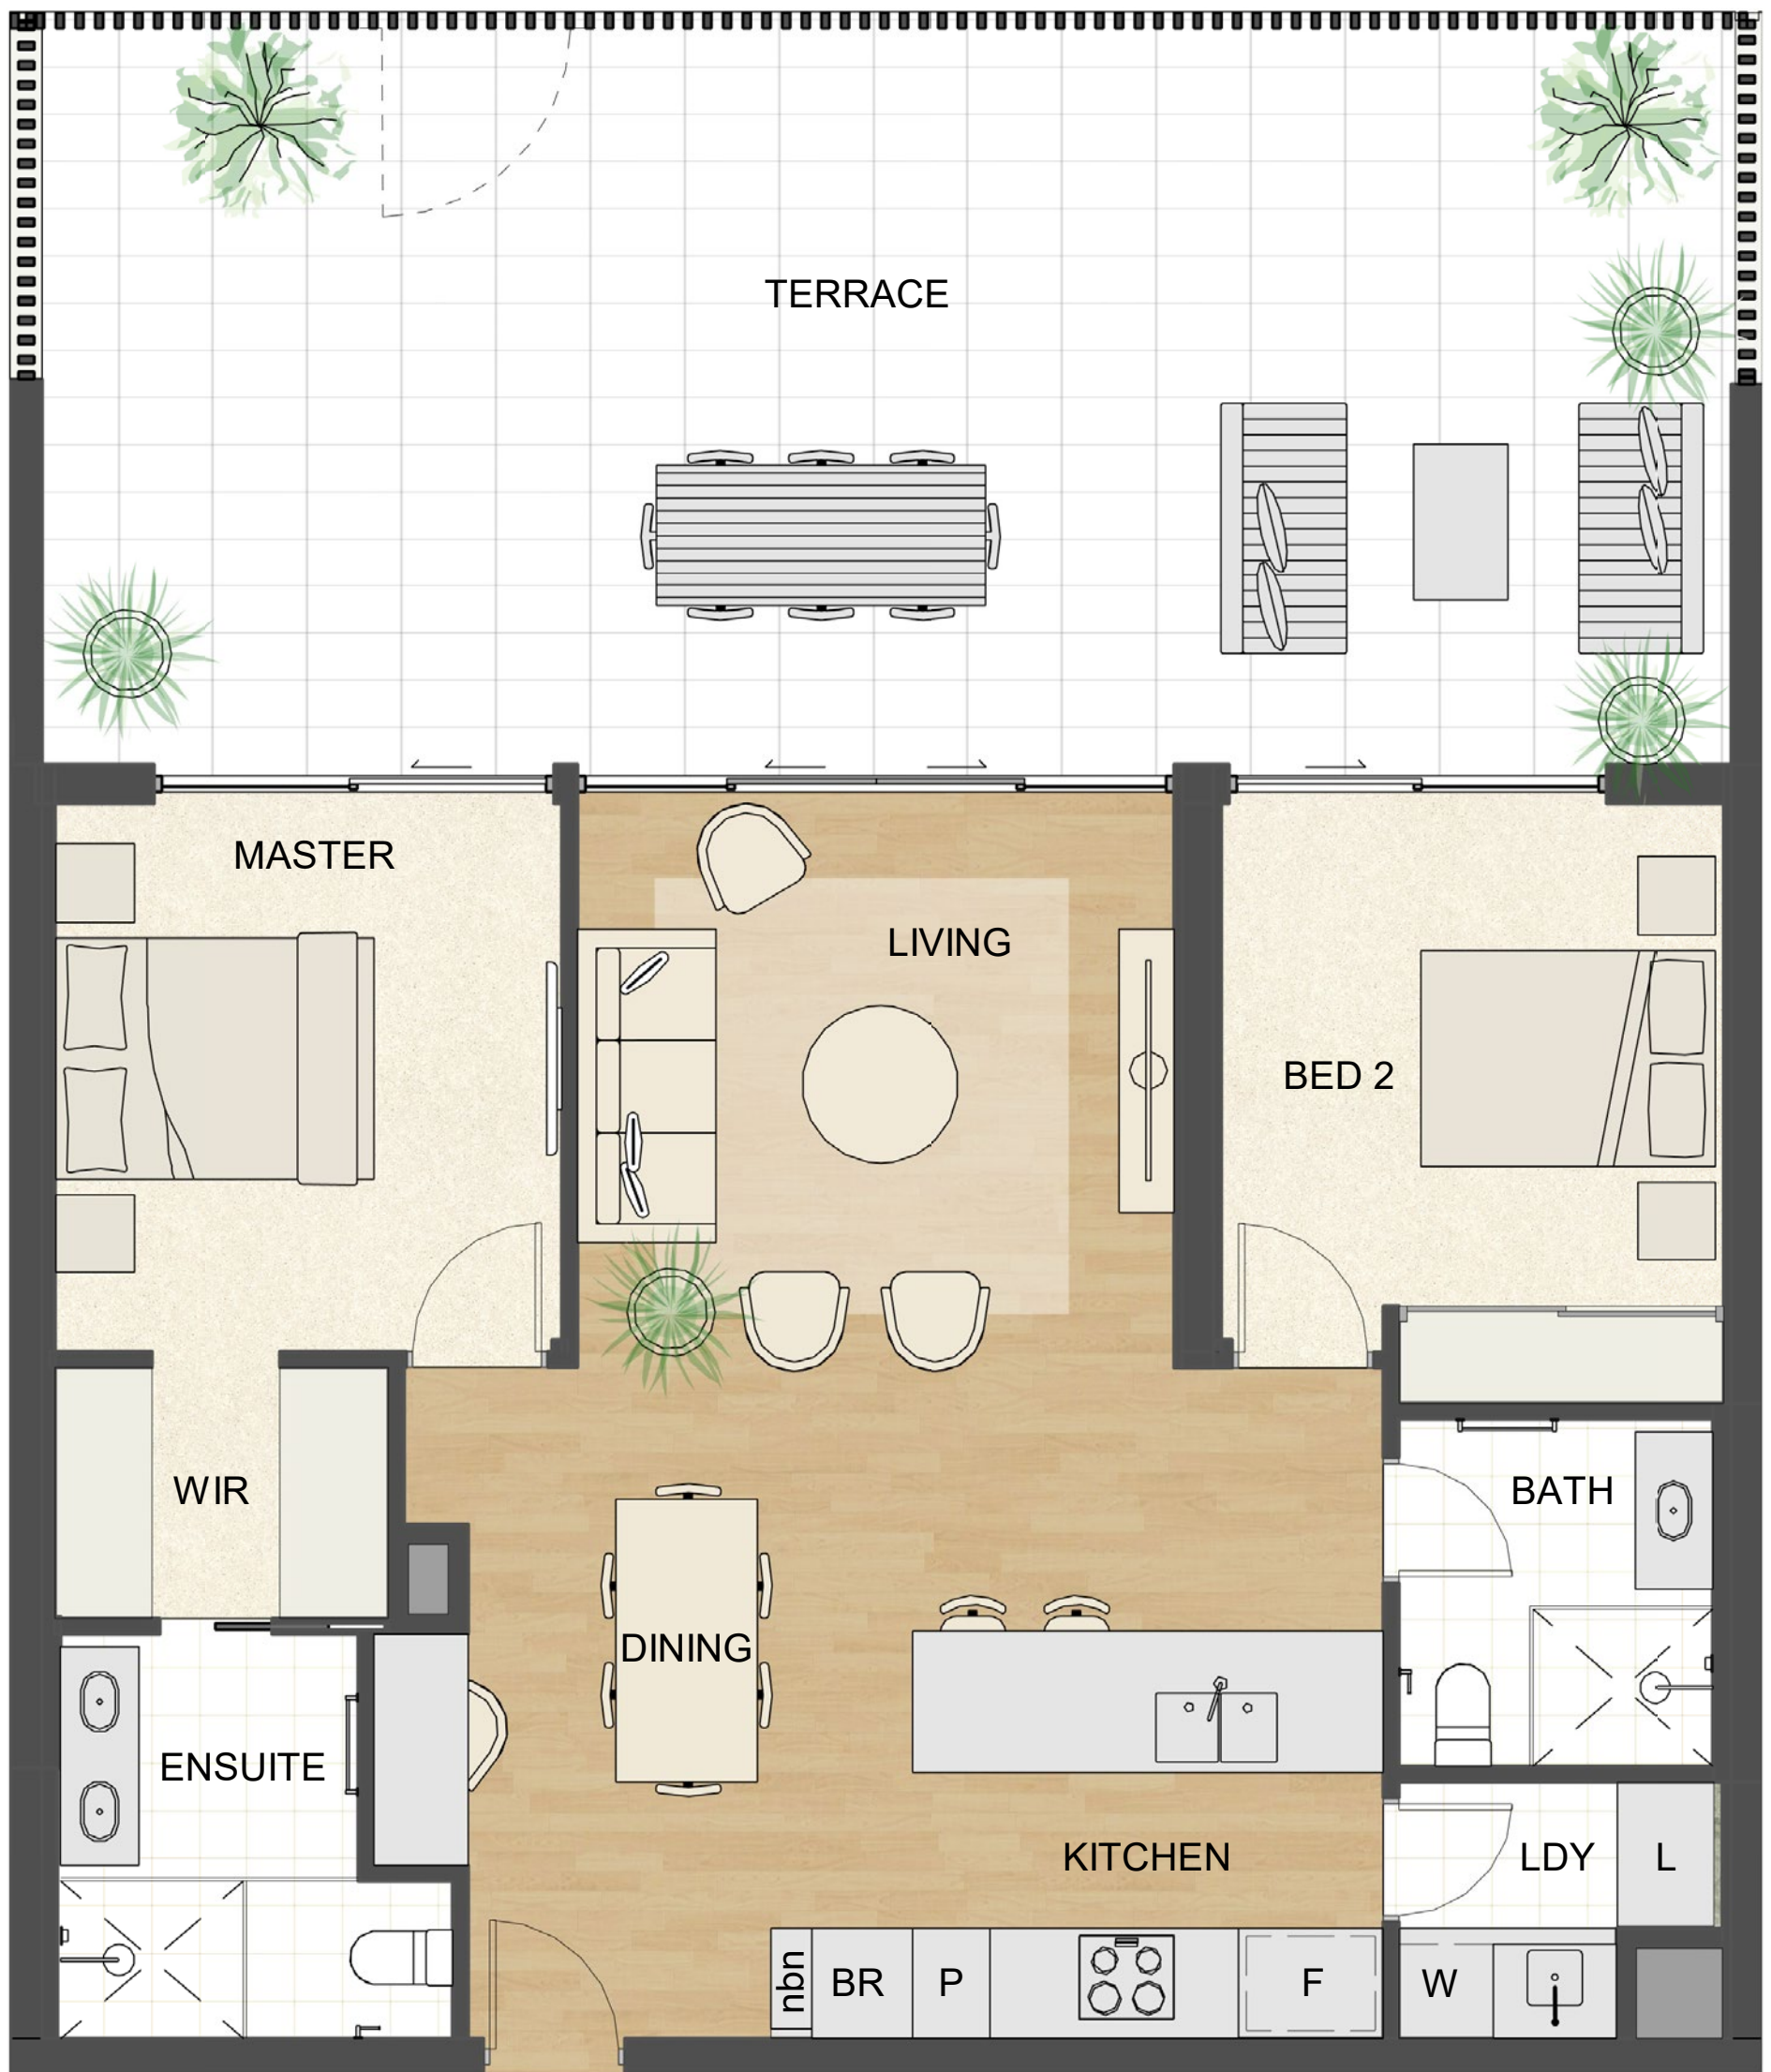 TERRACE
MASTER
LIVING
BED 2
WIR
BATH
DINING
ENSUITE
KITCHEN
LDY
L
nbn
BR
P
F
W